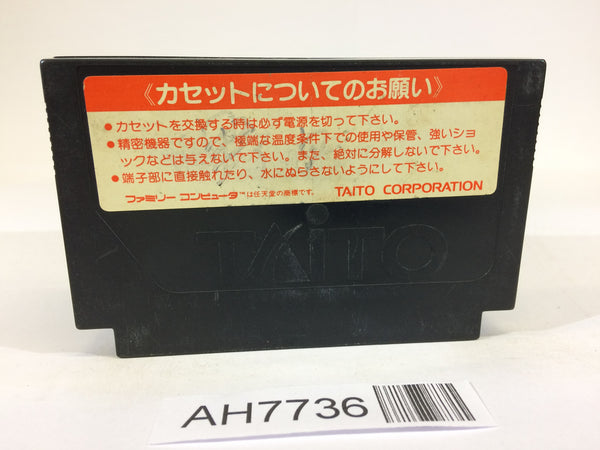 《カセットについてのお願い》
●カセットを交換する時は必ず電源を切って下さい。
●精密機器ですので、極端な温度条件下での使用や保管、強いショ
ックなどは与えないで下さい。また、絶対に分解しないで下さい。
●端子部に直接触れたり、水にぬらさないようにして下さい。
ファミリー コンピュータ™は任天堂の商標です。 TAITO CORPORATION
TAITO
AH7736